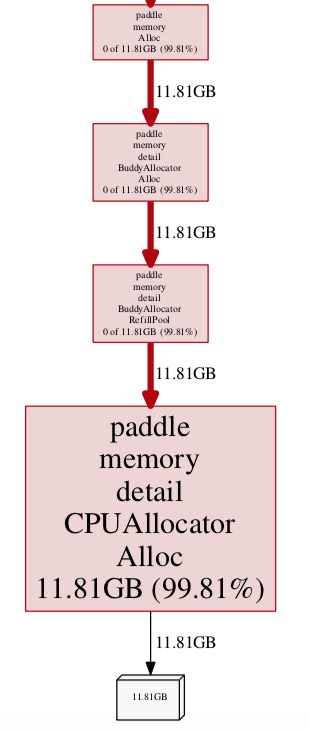 paddle
memory
Alloc
0 of 11.81GB (99.81%)
11.81GB
paddle
memory
detail
BuddyAllocator
Alloc
0 of 11.81GB (99.81%)
11.81GB
paddle
memory
detail
BuddyAllocator
RefillPool
0 of 11.81GB (99.81%)
11.81GB
paddle
memory
detail
CPUAllocator
Alloc
11.81GB (99.81%)
11.81GB
11.81GB